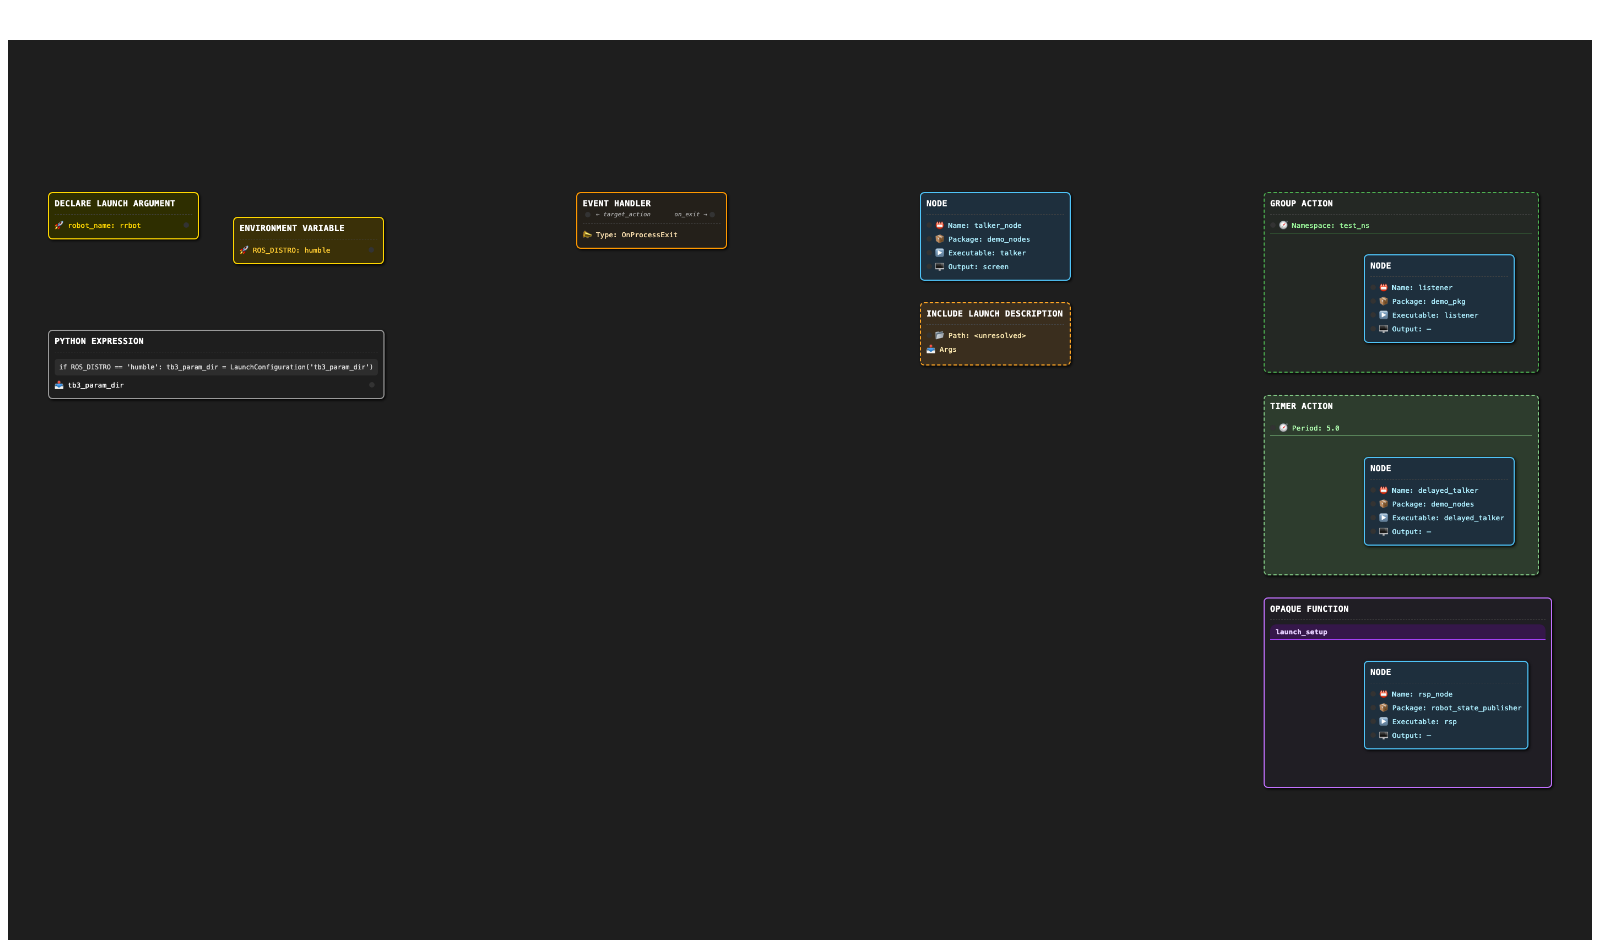 DECLARE LAUNCH ARGUMENT
robot_name: rrbot
ENVIRONMENT VARIABLE
ROS_DISTRO: humble
PYTHON EXPRESSION
if ROS_DISTRO == 'humble': tb3_param_dir = LaunchConfiguration('tb3_param_dir')
tb3_param_dir
EVENT HANDLER
← target_action on_exit →
Type: OnProcessExit
NODE
Name: talker_node
Package: demo_nodes
Executable: talker
Output: screen
INCLUDE LAUNCH DESCRIPTION
Path: <unresolved>
Args
GROUP ACTION
Namespace: test_ns
NODE
Name: listener
Package: demo_pkg
Executable: listener
Output: —
TIMER ACTION
Period: 5.0
NODE
Name: delayed_talker
Package: demo_nodes
Executable: delayed_talker
Output: —
OPAQUE FUNCTION
launch_setup
NODE
Name: rsp_node
Package: robot_state_publisher
Executable: rsp
Output: —